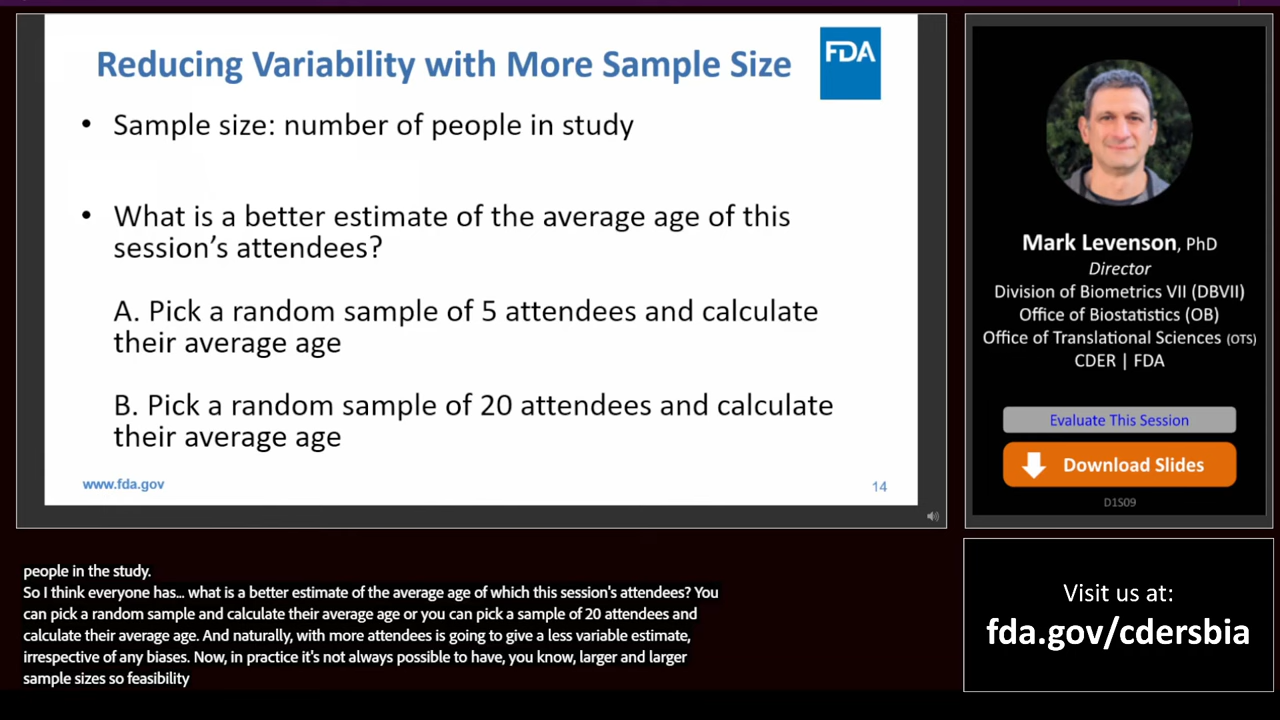 Reducing Variability with More Sample Size
FDA
• Sample size: number of people in study
• What is a better estimate of the average age of this
session's attendees?
A. Pick a random sample of 5 attendees and calculate
their average age
B. Pick a random sample of 20 attendees and calculate
their average age
www.fda.gov
14
Mark Levenson, PhD
Director
Division of Biometrics VII (DBVII)
Office of Biostatistics (OB)
Office of Translational Sciences (OTS)
CDER | FDA
Evaluate This Session
Download Slides
D1S09
people in the study.
So I think everyone has... what is a better estimate of the average age of which this session's attendees? You
can pick a random sample and calculate their average age or you can pick a sample of 20 attendees and
calculate their average age. And naturally, with more attendees is going to give a less variable estimate,
irrespective of any biases. Now, in practice it's not always possible to have, you know, larger and larger
sample sizes so feasibility
Visit us at:
fda.gov/cdersbia